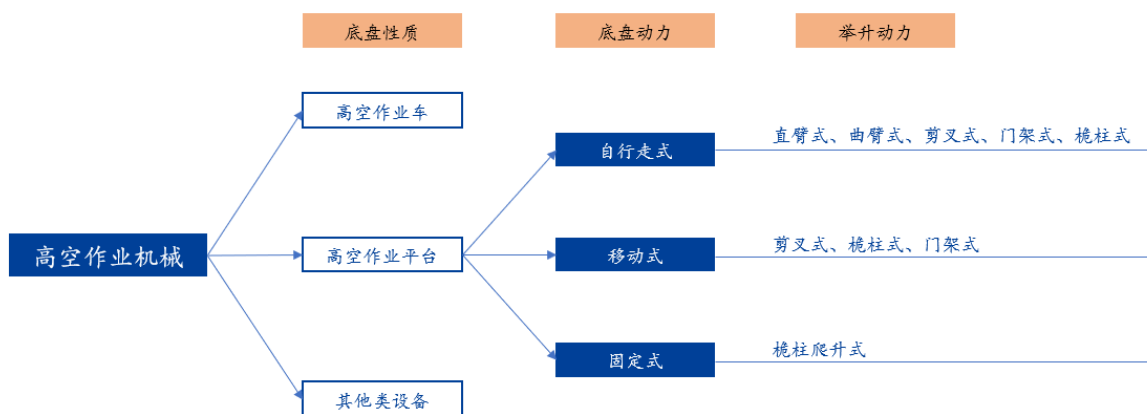 底盘性质
底盘动力
举升动力
高空作业车
自行走式
直臂式、曲臂式、剪叉式、门架式、桅柱式
高空作业机械
高空作业平台
移动式
剪叉式、桅柱式、门架式
固定式
桅柱爬升式
其他类设备